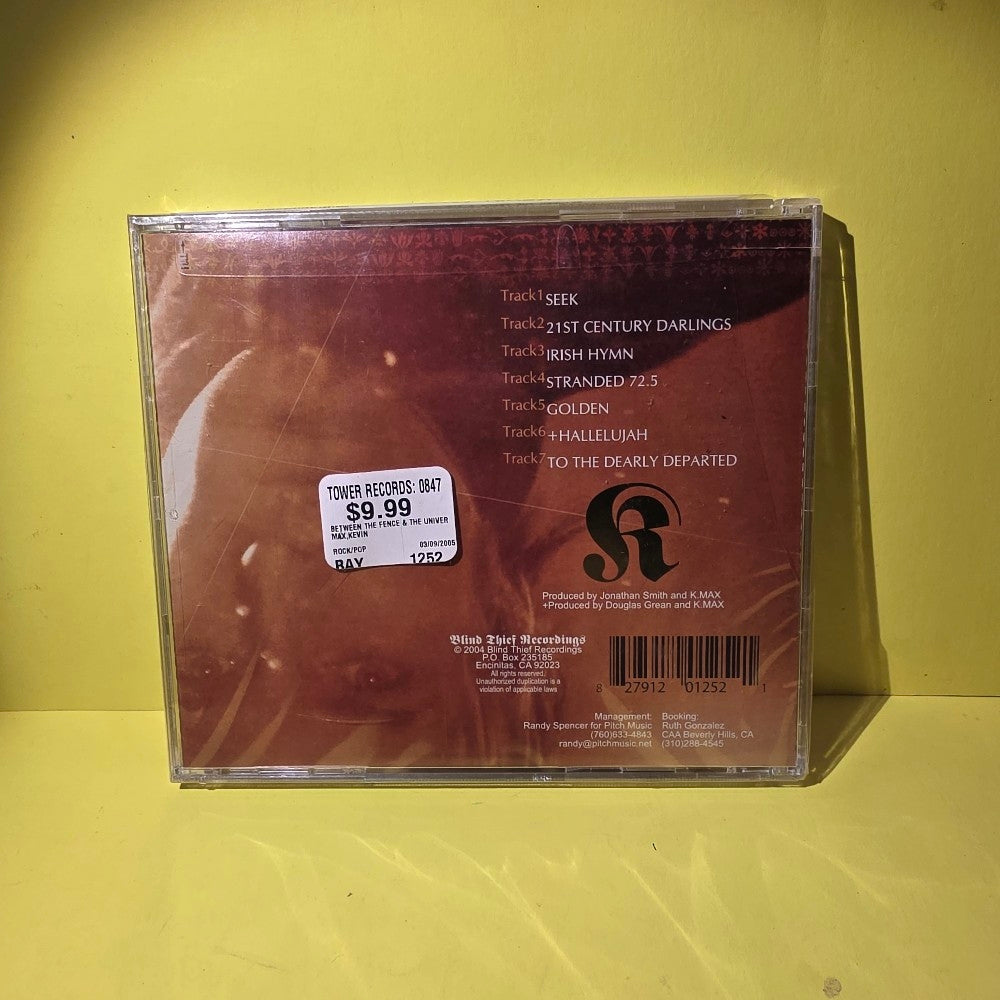 Track1 SEEK
Track2 21ST CENTURY DARLINGS
Track3 IRISH HYMN
Track4 STRANDED 72.5
Track5 GOLDEN
Track6 +HALLELUJAH
Track7 TO THE DEARLY DEPARTED
TOWER RECORDS: 0847
$9.99
BETWEEN THE FENCE & THE UNIVER
MAX,KEVIN
ROCK/POP 03/09/2005
BAY 1252
K
Produced by Jonathan Smith and K.MAX
+Produced by Douglas Grean and K.MAX
Blind Thief Recordings
© 2004 Blind Thief Recordings
P.O. Box 235185
Encinitas, CA 92023
All rights reserved.
Unauthorized duplication is a
violation of applicable laws
8 27912 01252 1
Management:
Randy Spencer for Pitch Music
(760)633-4843
randy@pitchmusic.net
Booking:
Ruth Gonzalez
CAA Beverly Hills, CA
(310)288-4545